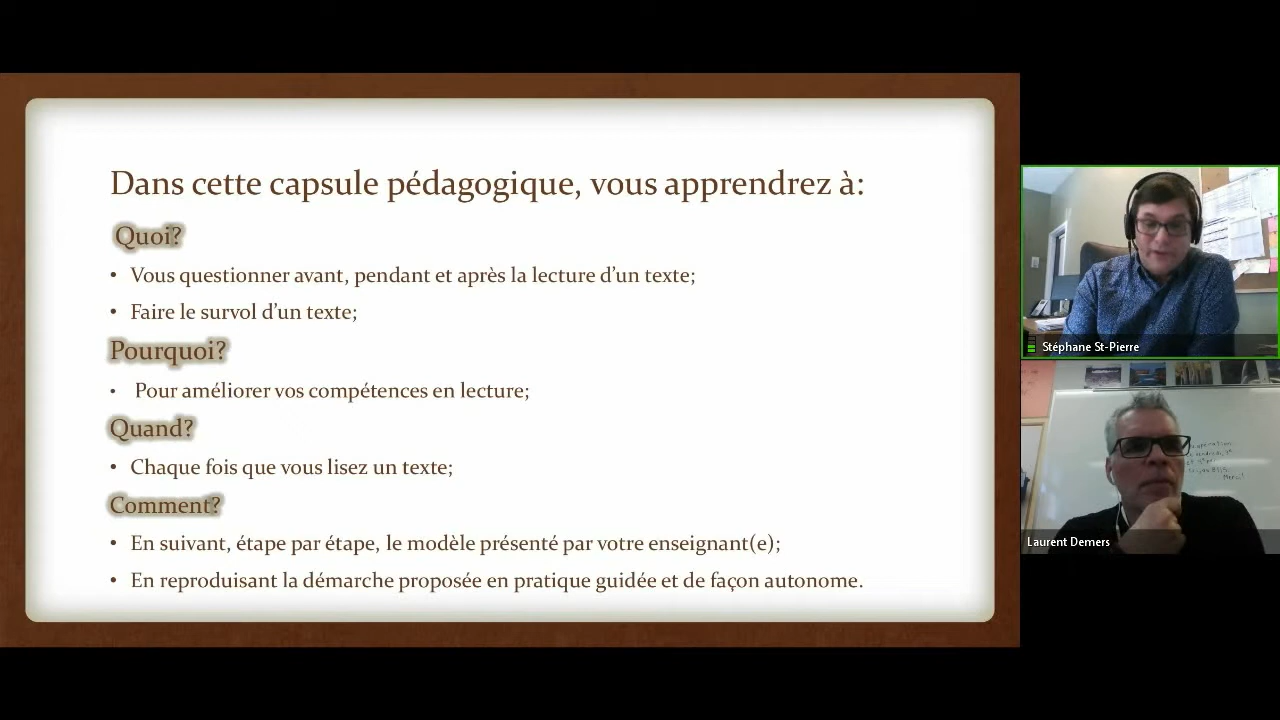 Dans cette capsule pédagogique, vous apprendrez à:
Quoi?
• Vous questionner avant, pendant et après la lecture d’un texte;
• Faire le survol d’un texte;
Pourquoi?
• Pour améliorer vos compétences en lecture;
Quand?
• Chaque fois que vous lisez un texte;
Comment?
• En suivant, étape par étape, le modèle présenté par votre enseignant(e);
• En reproduisant la démarche proposée en pratique guidée et de façon autonome.
Stéphane St-Pierre
Merci!
Laurent Demers